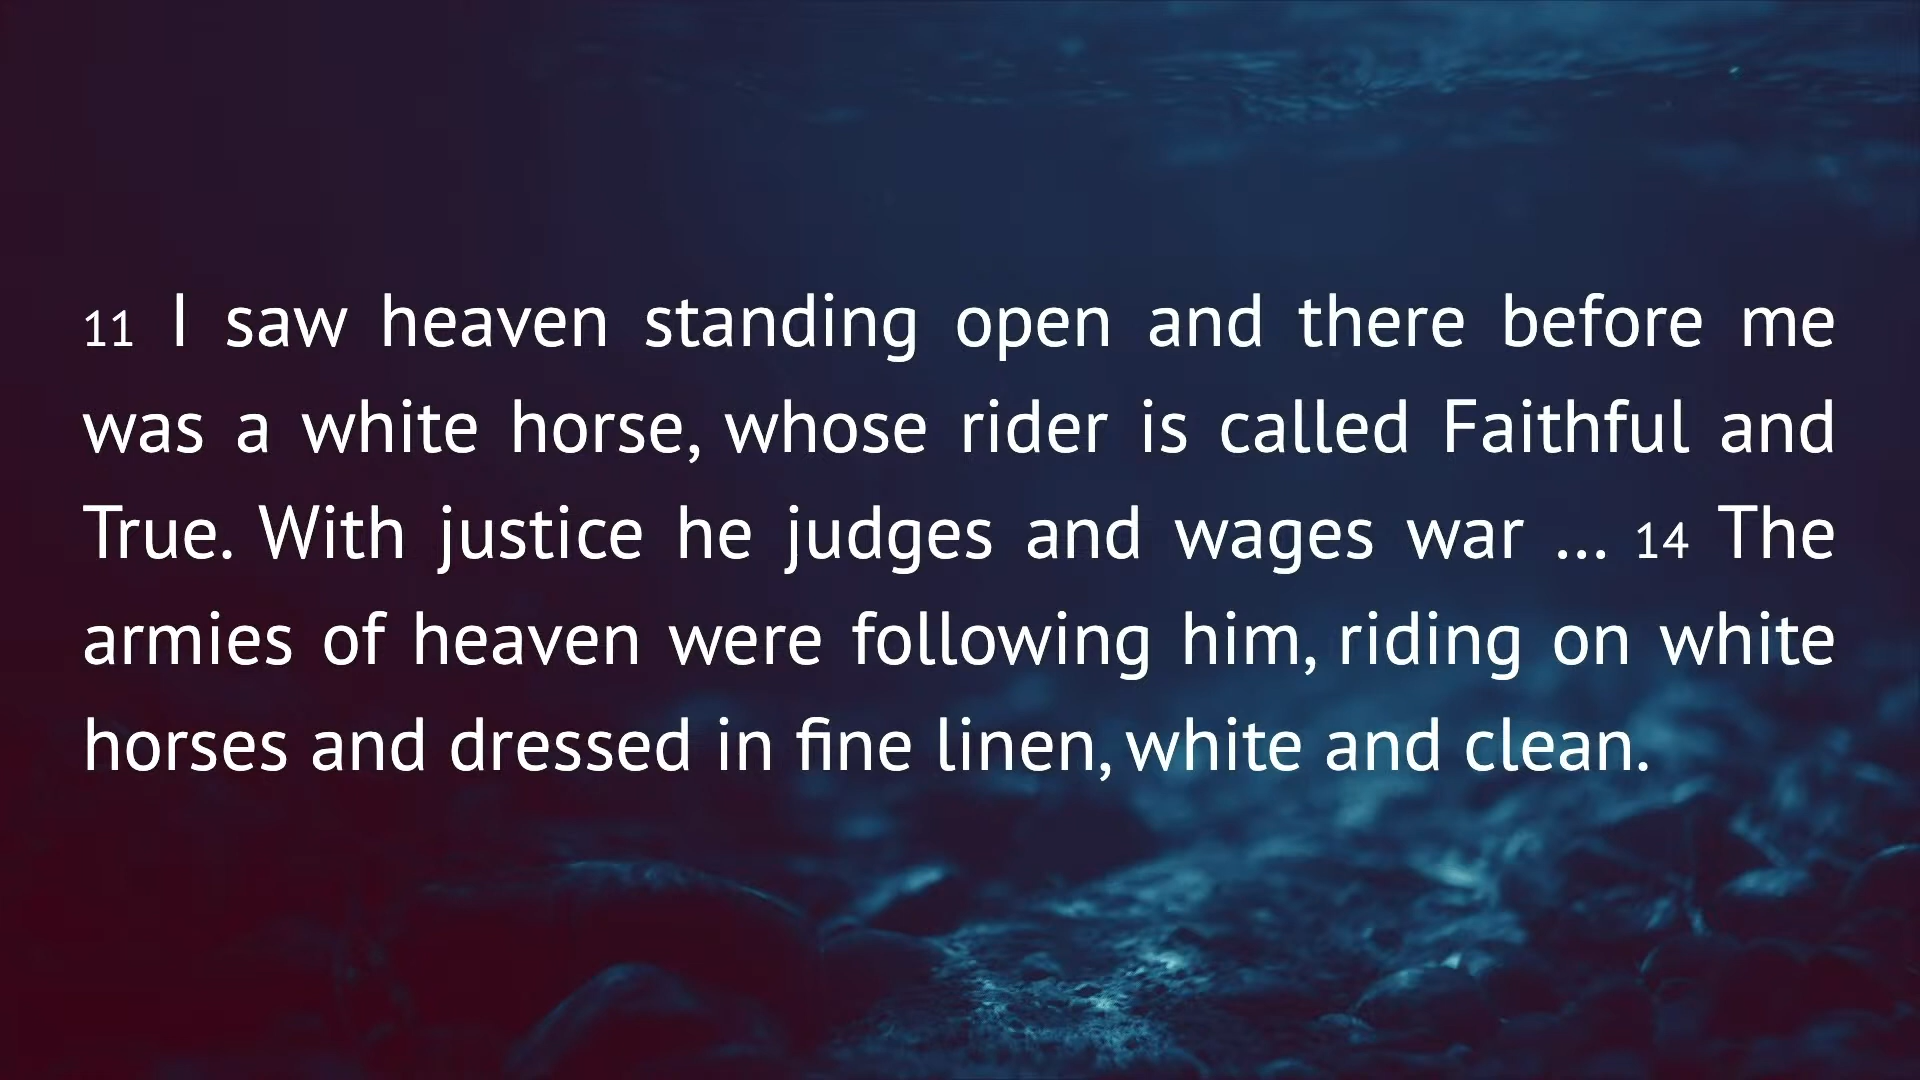 11 I saw heaven standing open and there before me
was a white horse, whose rider is called Faithful and
True. With justice he judges and wages war ... 14 The
armies of heaven were following him, riding on white
horses and dressed in fine linen, white and clean.